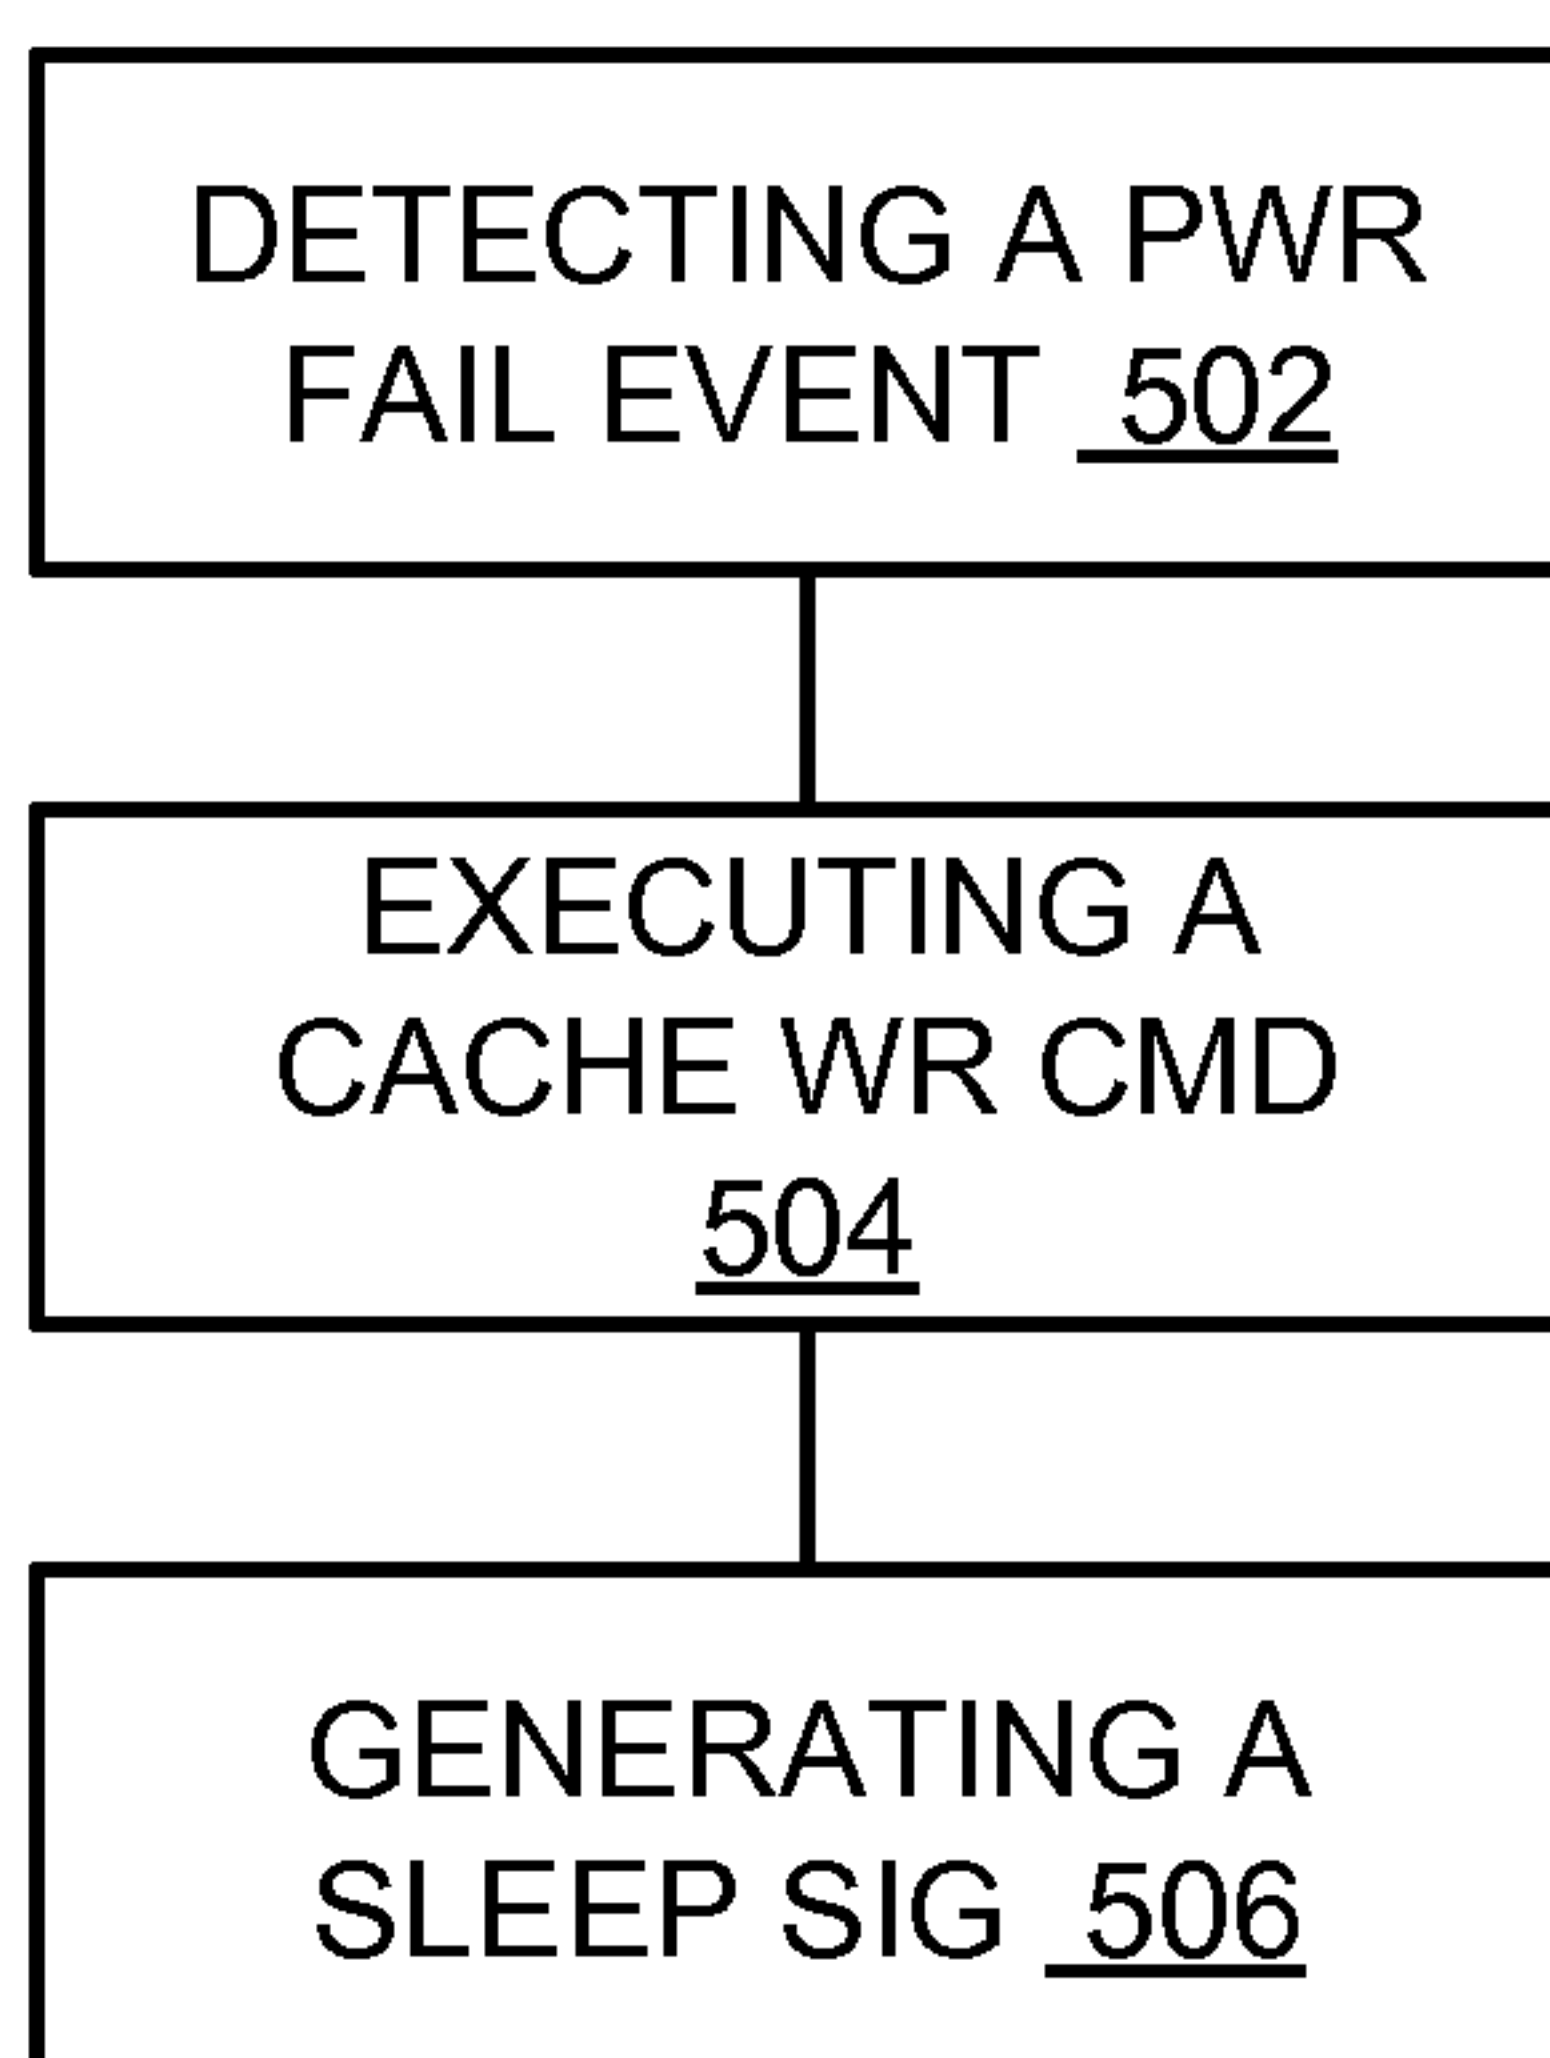 DETECTING A PWR
FAIL EVENT 502
EXECUTING A
CACHE WR CMD
504
GENERATING A
SLEEP SIG 506